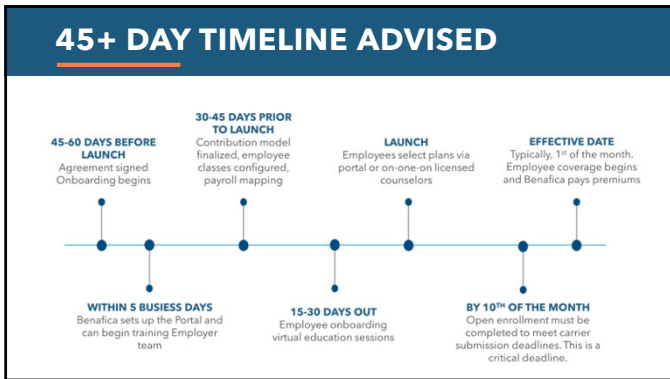 45+ DAY TIMELINE ADVISED
45-60 DAYS BEFORE
LAUNCH
Agreement signed
Onboarding begins
30-45 DAYS PRIOR
TO LAUNCH
Contribution model
finalized, employee
classes configured,
payroll mapping
LAUNCH
Employees select plans via
portal or on-one-on licensed
counselors
EFFECTIVE DATE
Typically, 1st of the month.
Employee coverage begins
and Benafica pays premiums
WITHIN 5 BUSIESS DAYS
Benafica sets up the Portal and
can begin training Employer
team
15-30 DAYS OUT
Employee onboarding
virtual education sessions
BY 10TH OF THE MONTH
Open enrollment must be
completed to meet carrier
submission deadlines. This is a
critical deadline.